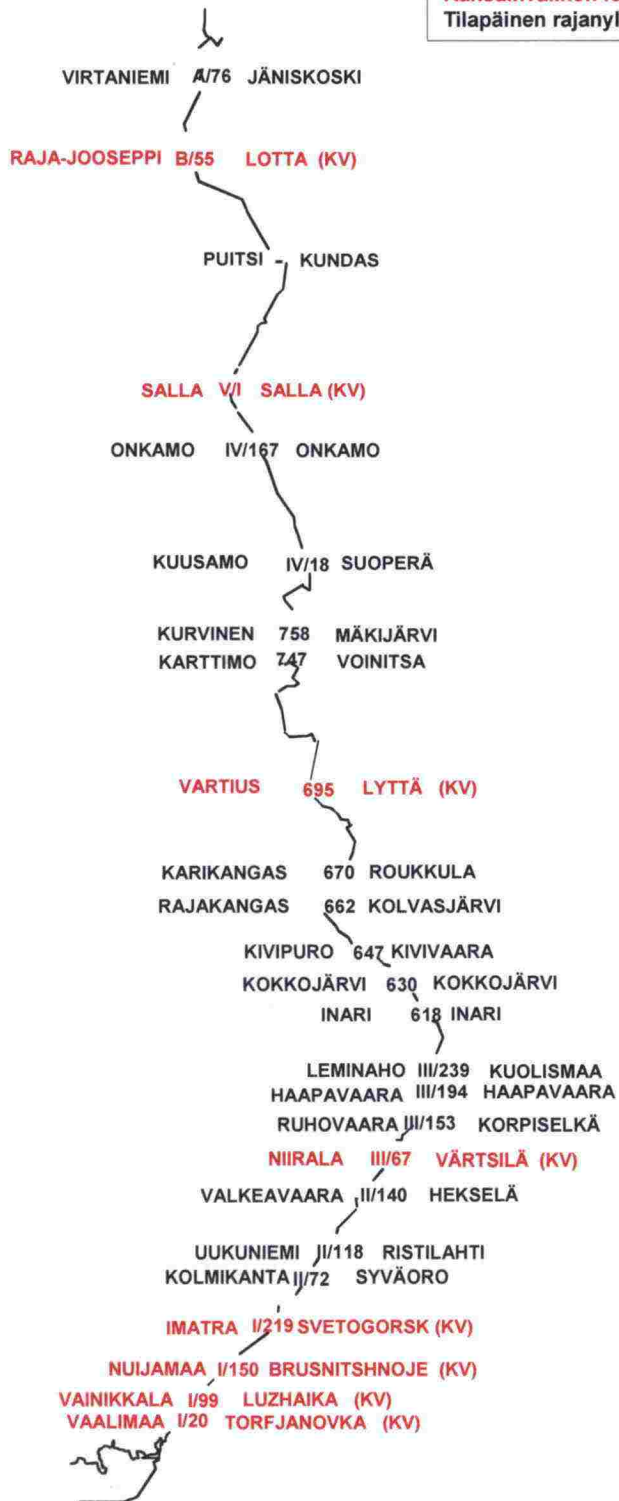 Tilapäinen rajanyl
VIRTANIEMI A/76 JÄNISKOSKI
RAJA-JOOSEPPI B/55 LOTTA (KV)
PUITSI - KUNDAS
SALLA V/I SALLA (KV)
ONKAMO IV/167 ONKAMO
KUUSAMO IV/18 SUOPERÄ
KURVINEN 758 MÄKIJÄRVI
KARTTIMO 747 VOINITSA
VARTIUS 695 LYTTÄ (KV)
KARIKANGAS 670 ROUKKULA
RAJAKANGAS 662 KOLVASJÄRVI
KIVIPURO 647 KIVIVAARA
KOKKOJÄRVI 630 KOKKOJÄRVI
INARI 618 INARI
LEMINAHO III/239 KUOLISMAA
HAAPAVAARA III/194 HAAPAVAARA
RUHOVAARA III/153 KORPISELKÄ
NIIRALA III/67 VÄRTSILÄ (KV)
VALKEAVAARA II/140 HEKSELÄ
UUKUNIEMI II/118 RISTILAHTI
KOLMIKANTA II/72 SYVÄORO
IMATRA I/219 SVETOGORSK (KV)
NUIJAMAA I/150 BRUSNITSHNOJE (KV)
VAINIKKALA I/99 LUZHAIKA (KV)
VAALIMAA I/20 TORFJANOVKA (KV)